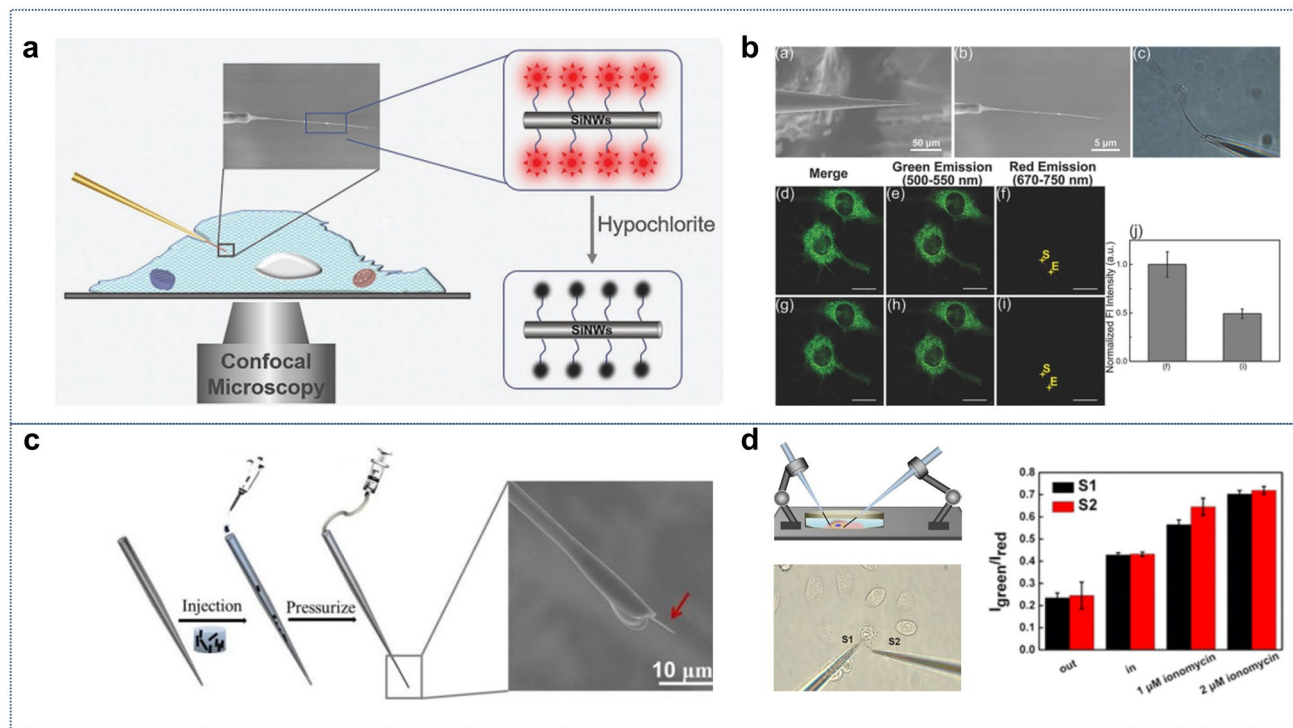 a
SiNWs
Hypochlorite
SiNWs
Confocal
Microscopy
b
(a)
(b)
(c)
50 μm
5 μm
Merge
Green Emission
(500-550 nm)
Red Emission
(670-750 nm)
(d)
(e)
(f)
S
E
(g)
(h)
(i)
S
E
(j)
Normalized FI Intensity (a.u.)
1.0
0.5
0.0
(f)
(i)
c
Injection
Pressurize
10 μm
d
S1
S2
0.8
0.7
0.6
0.5
0.4
0.3
0.2
0.1
0.0
Igreen/Ired
S1
S2
out
in
1 μM ionomycin
2 μM ionomycin